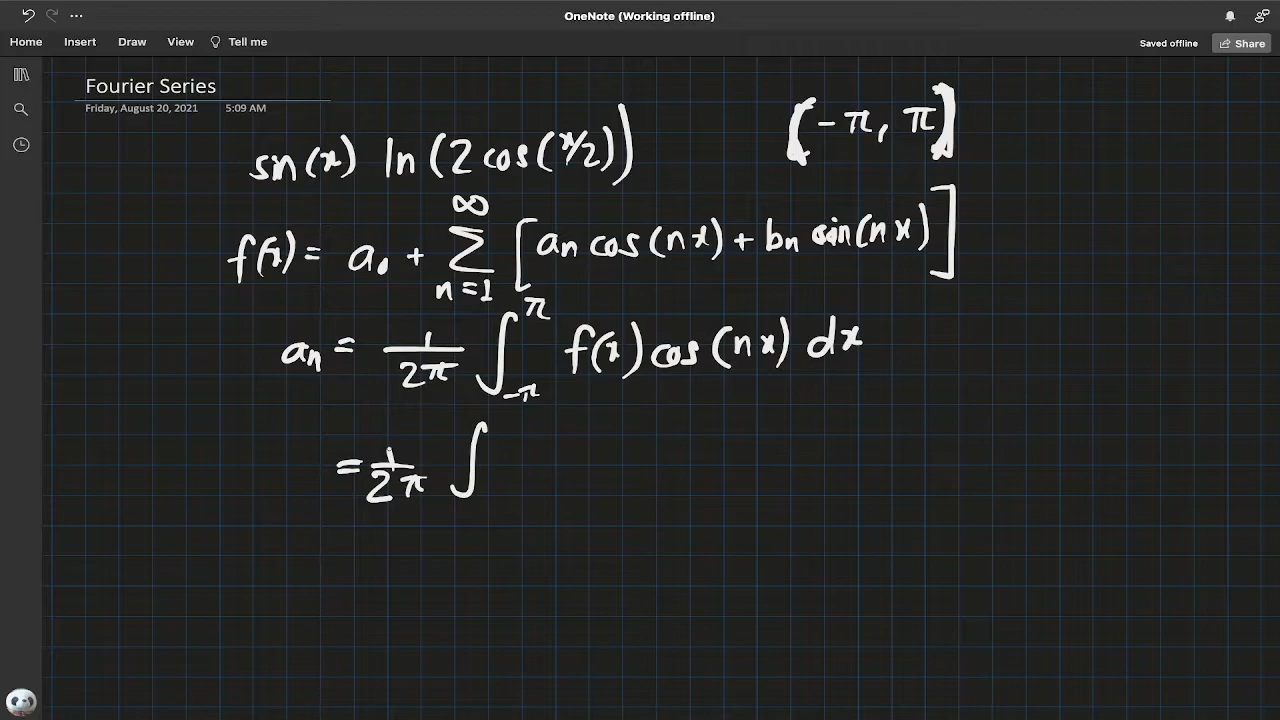 OneNote (Working offline)
Home Insert Draw View Tell me
Saved offline Share
Fourier Series
Friday, August 20, 2021 5:09 AM
sin(x) ln(2 cos(x/2)) [-π, π]
f(x) = a₀ + ∑_{n=1}^{∞} [aₙ cos(nx) + bₙ sin(nx)]
aₙ = 1/2π ∫_{-π}^{π} f(x) cos(nx) dx
= 1/2π ∫